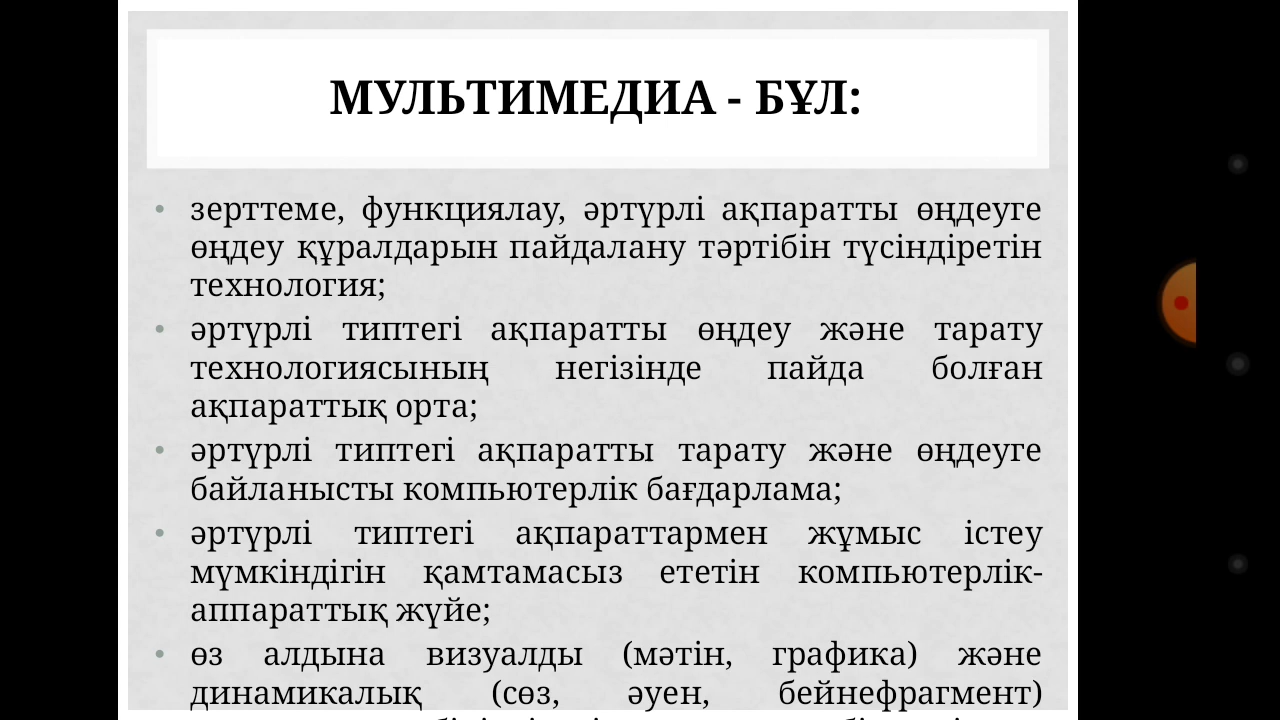 МУЛЬТИМЕДИА - БҰЛ:
• зерттеме, функциялау, әртүрлі ақпаратты өңдеуге
өңдеу құралдарын пайдалану тәртібін түсіндіретін
технология;
• әртүрлі типтегі ақпаратты өңдеу және тарату
технологиясының негізінде пайда болған
ақпараттық орта;
• әртүрлі типтегі ақпаратты тарату және өңдеуге
байланысты компьютерлік бағдарлама;
• әртүрлі типтегі ақпараттармен жұмыс істеу
мүмкіндігін қамтамасыз ететін компьютерлік-
аппараттық жүйе;
• өз алдына визуалды (мәтін, графика) және
динамикалық (сөз, әуен, бейнефрагмент)